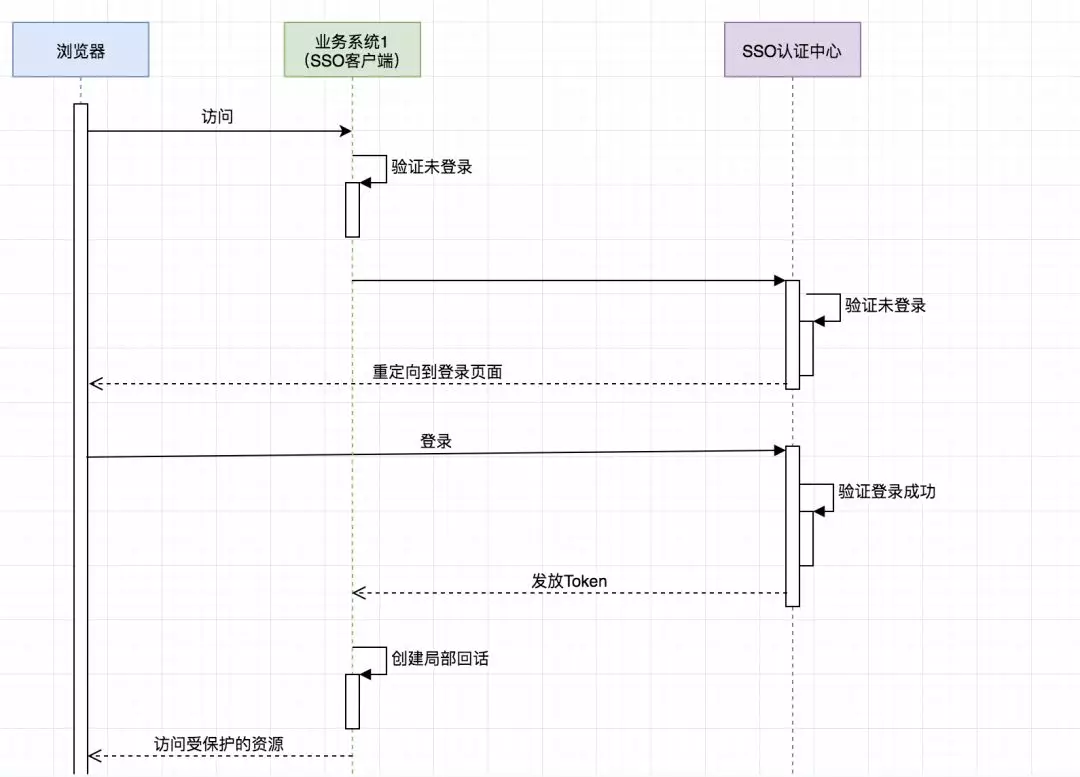 浏览器
业务系统1
（SSO客户端）
SSO认证中心
访问
验证未登录
验证未登录
重定向到登录页面
登录
验证登录成功
发放Token
创建局部回话
访问受保护的资源